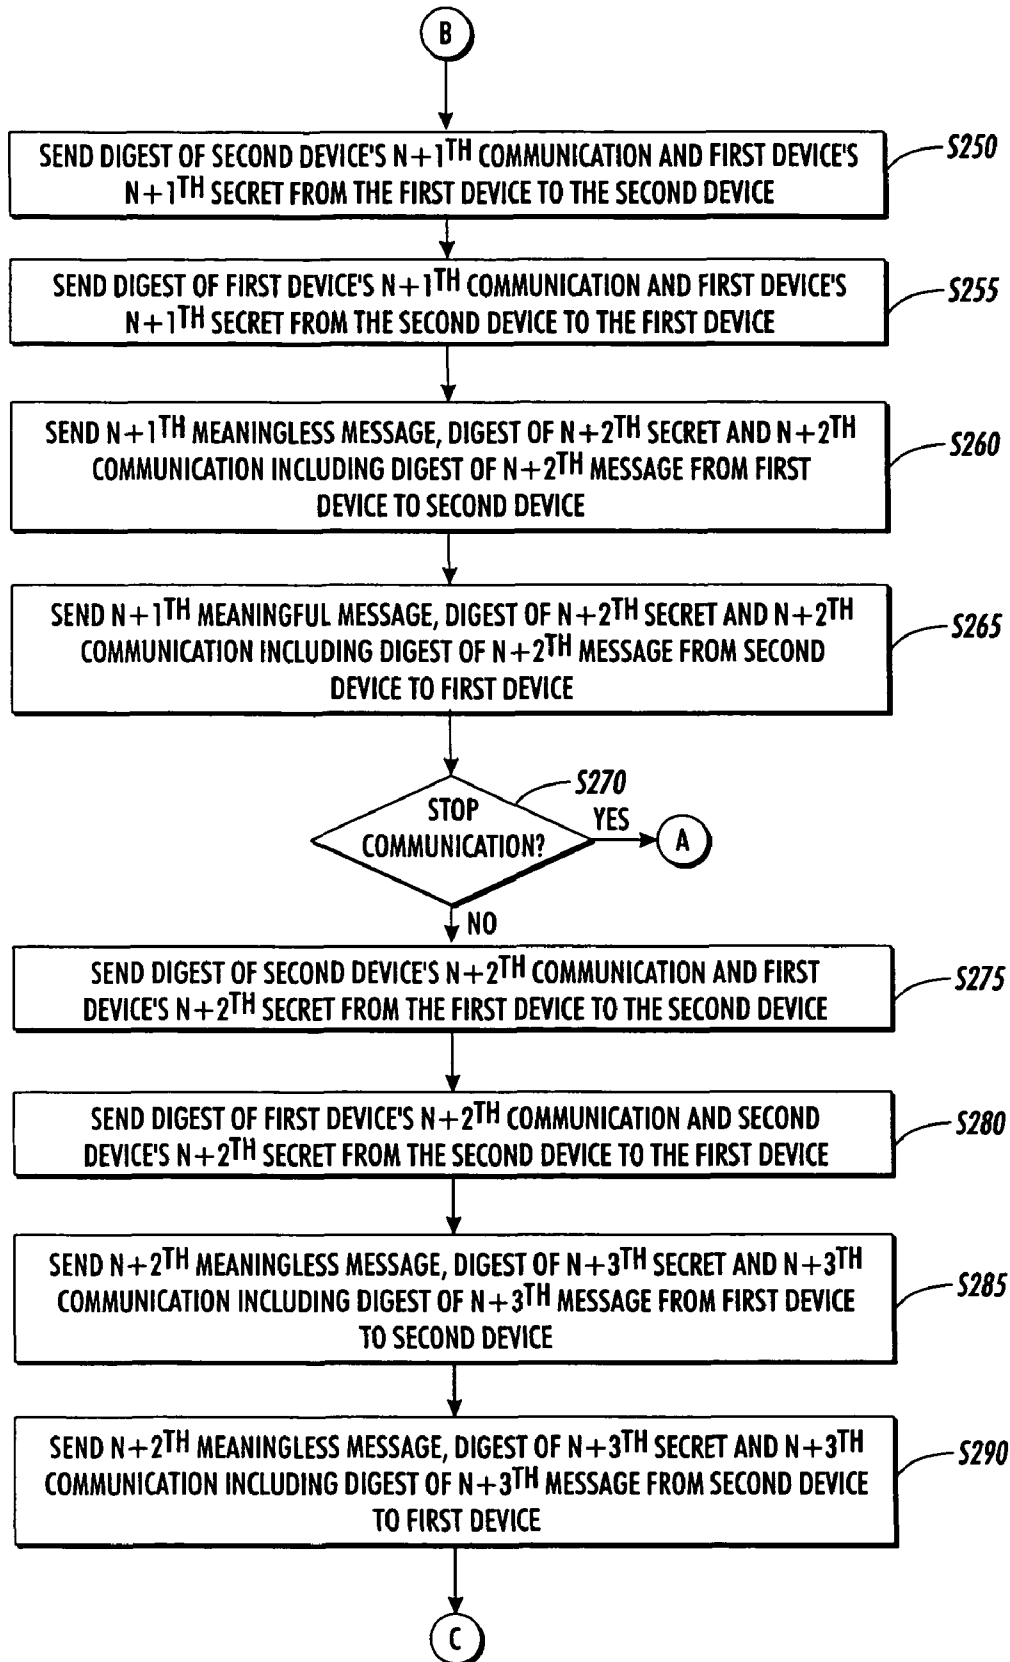 B
SEND DIGEST OF SECOND DEVICE'S N+1TH COMMUNICATION AND FIRST DEVICE'S
N+1TH SECRET FROM THE FIRST DEVICE TO THE SECOND DEVICE
S250
SEND DIGEST OF FIRST DEVICE'S N+1TH COMMUNICATION AND FIRST DEVICE'S
N+1TH SECRET FROM THE SECOND DEVICE TO THE FIRST DEVICE
S255
SEND N+1TH MEANINGLESS MESSAGE, DIGEST OF N+2TH SECRET AND N+2TH
COMMUNICATION INCLUDING DIGEST OF N+2TH MESSAGE FROM FIRST
DEVICE TO SECOND DEVICE
S260
SEND N+1TH MEANINGFUL MESSAGE, DIGEST OF N+2TH SECRET AND N+2TH
COMMUNICATION INCLUDING DIGEST OF N+2TH MESSAGE FROM SECOND
DEVICE TO FIRST DEVICE
S265
S270
STOP
COMMUNICATION?
YES
A
NO
SEND DIGEST OF SECOND DEVICE'S N+2TH COMMUNICATION AND FIRST
DEVICE'S N+2TH SECRET FROM THE FIRST DEVICE TO THE SECOND DEVICE
S275
SEND DIGEST OF FIRST DEVICE'S N+2TH COMMUNICATION AND SECOND
DEVICE'S N+2TH SECRET FROM THE SECOND DEVICE TO THE FIRST DEVICE
S280
SEND N+2TH MEANINGLESS MESSAGE, DIGEST OF N+3TH SECRET AND N+3TH
COMMUNICATION INCLUDING DIGEST OF N+3TH MESSAGE FROM FIRST DEVICE
TO SECOND DEVICE
S285
SEND N+2TH MEANINGLESS MESSAGE, DIGEST OF N+3TH SECRET AND N+3TH
COMMUNICATION INCLUDING DIGEST OF N+3TH MESSAGE FROM SECOND DEVICE
TO FIRST DEVICE
S290
C